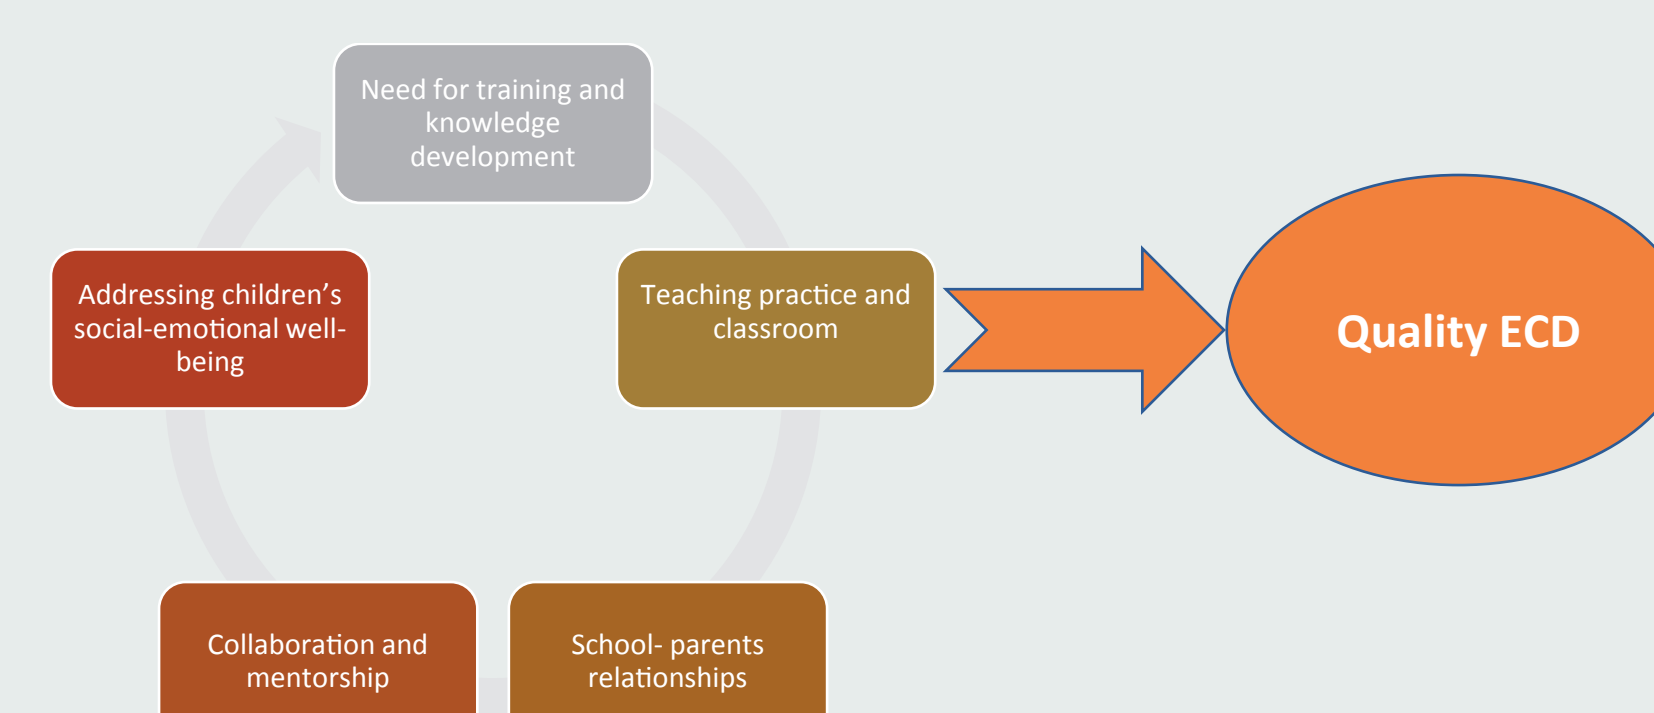 Need for training and
knowledge
development
Addressing children’s
social-emotional well-
being
Teaching practice and
classroom
Quality ECD
Collaboration and
mentorship
School- parents
relationships